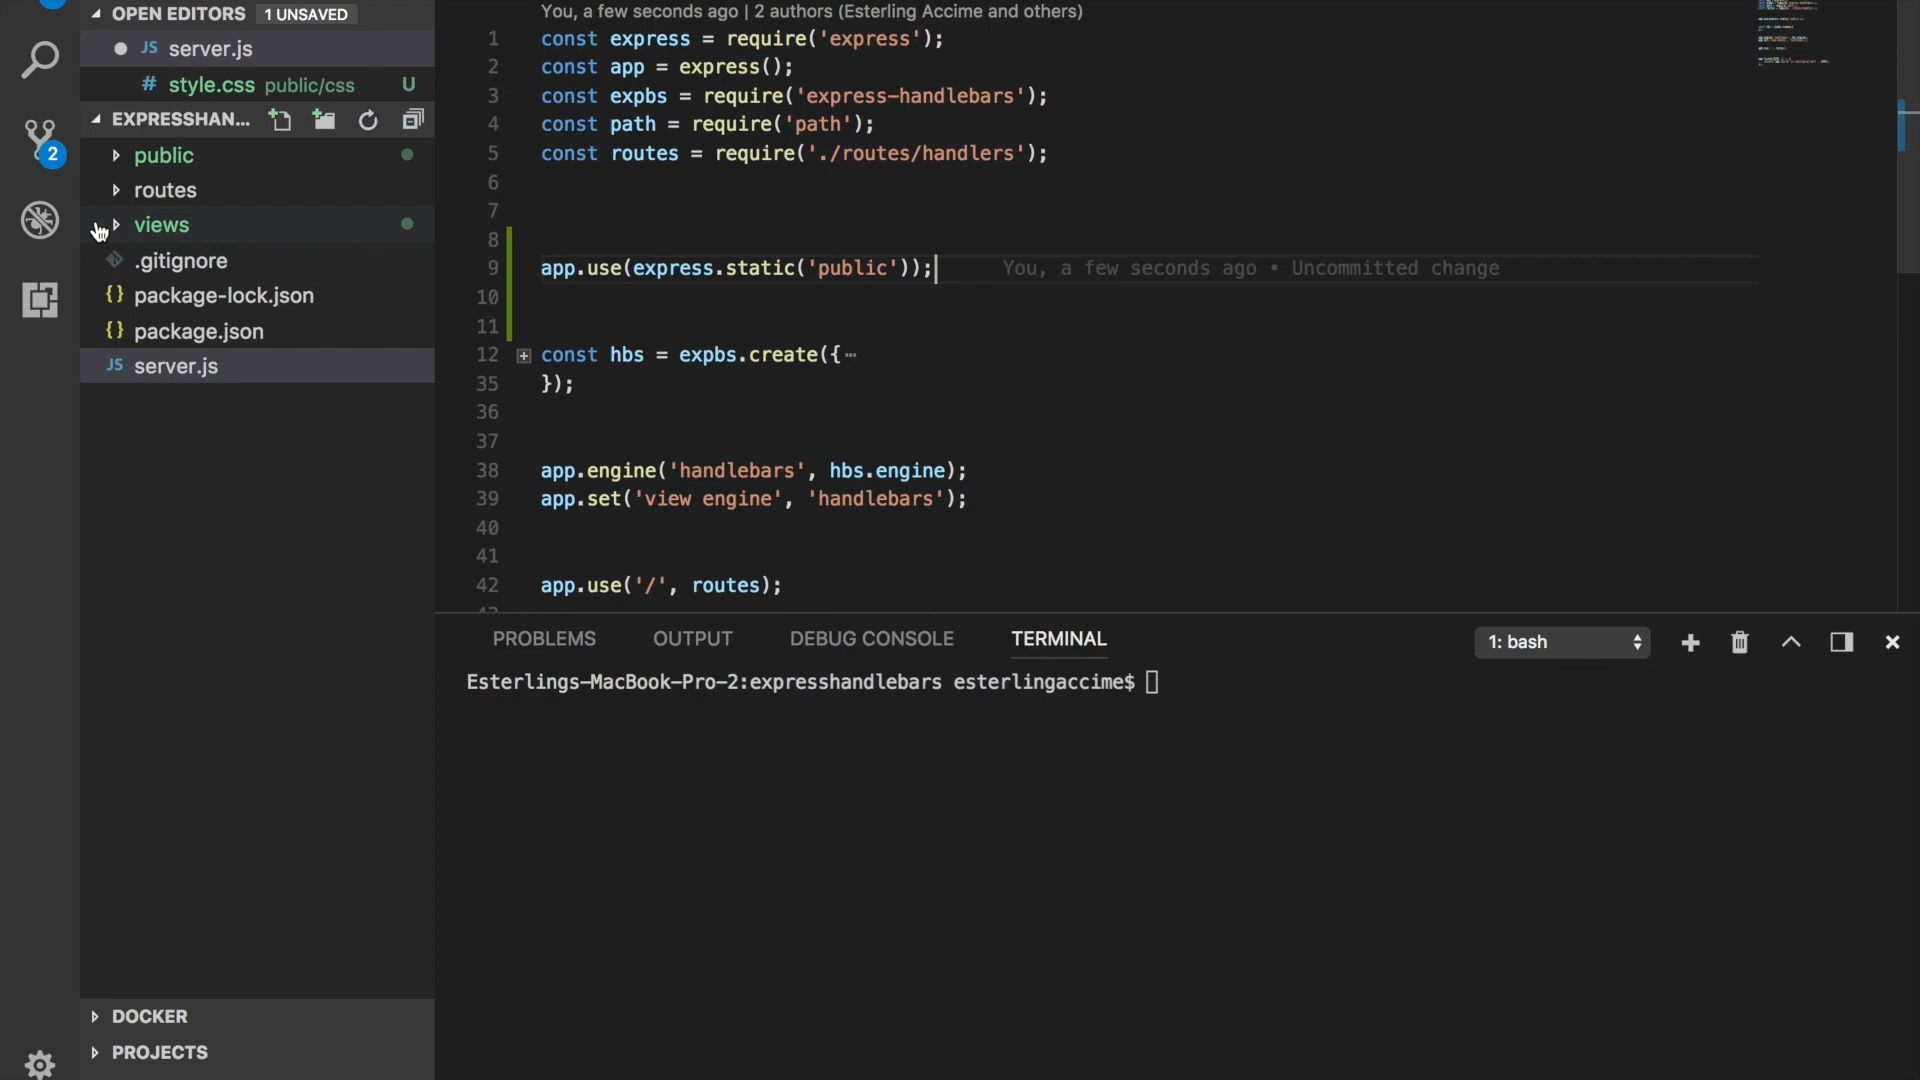 OPEN EDITORS 1 UNSAVED
JS server.js
# style.css public/css U
EXPRESSHAN...
public
routes
views
.gitignore
{} package-lock.json
{} package.json
JS server.js
DOCKER
PROJECTS
2
You, a few seconds ago | 2 authors (Esterling Accime and others)
1 const express = require('express');
2 const app = express();
3 const expbs = require('express-handlebars');
4 const path = require('path');
5 const routes = require('./routes/handlers');
6
7
8
9 app.use(express.static('public')); You, a few seconds ago • Uncommitted change
10
11
12 const hbs = expbs.create({⋯
35 });
36
37
38 app.engine('handlebars', hbs.engine);
39 app.set('view engine', 'handlebars');
40
41
42 app.use('/', routes);
PROBLEMS OUTPUT DEBUG CONSOLE TERMINAL 1: bash
Esterlings-MacBook-Pro-2:expresshandlebars esterlingaccime$